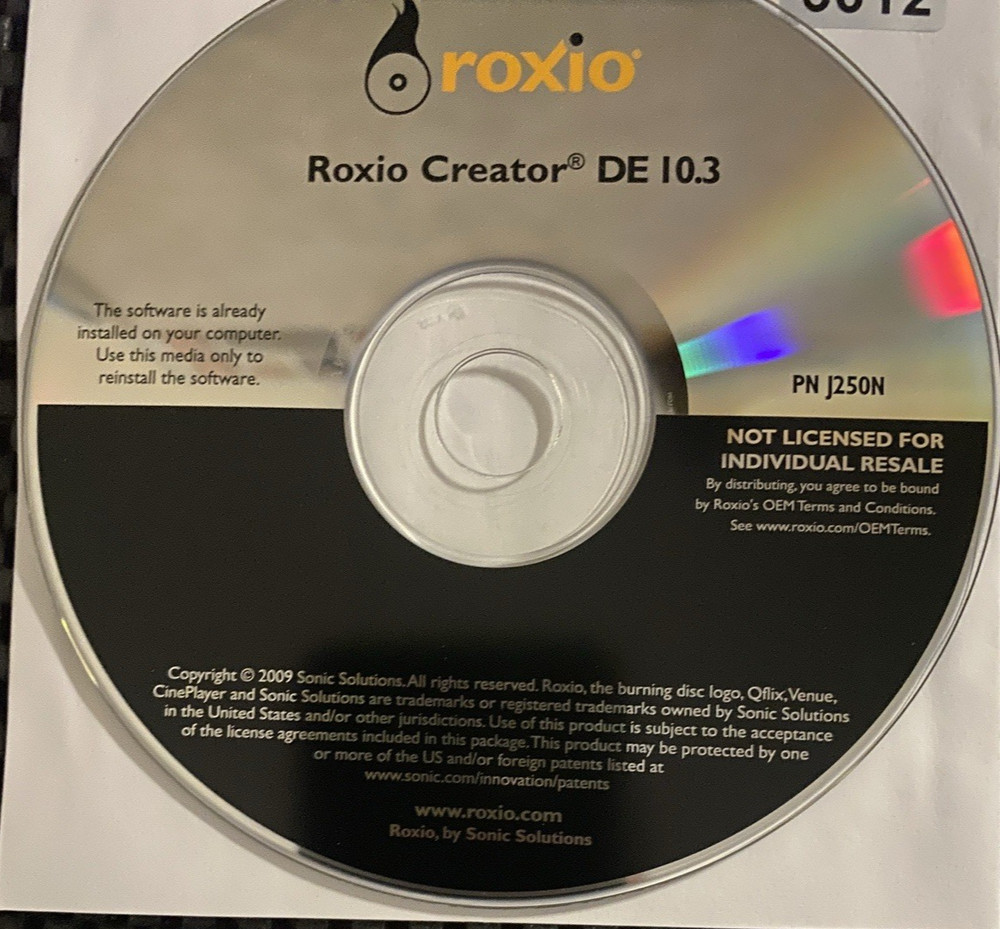 roxio
Roxio Creator® DE 10.3
The software is already
installed on your computer.
Use this media only to
reinstall the software.
PN J250N
NOT LICENSED FOR
INDIVIDUAL RESALE
By distributing, you agree to be bound
by Roxio's OEM Terms and Conditions.
See www.roxio.com/OEMTerms.
Copyright © 2009 Sonic Solutions. All rights reserved. Roxio, the burning disc logo, Qflix, Venue,
CinePlayer and Sonic Solutions are trademarks or registered trademarks owned by Sonic Solutions
in the United States and/or other jurisdictions. Use of this product is subject to the acceptance
of the license agreements included in this package. This product may be protected by one
or more of the US and/or foreign patents listed at
www.sonic.com/innovation/patents
www.roxio.com
Roxio, by Sonic Solutions